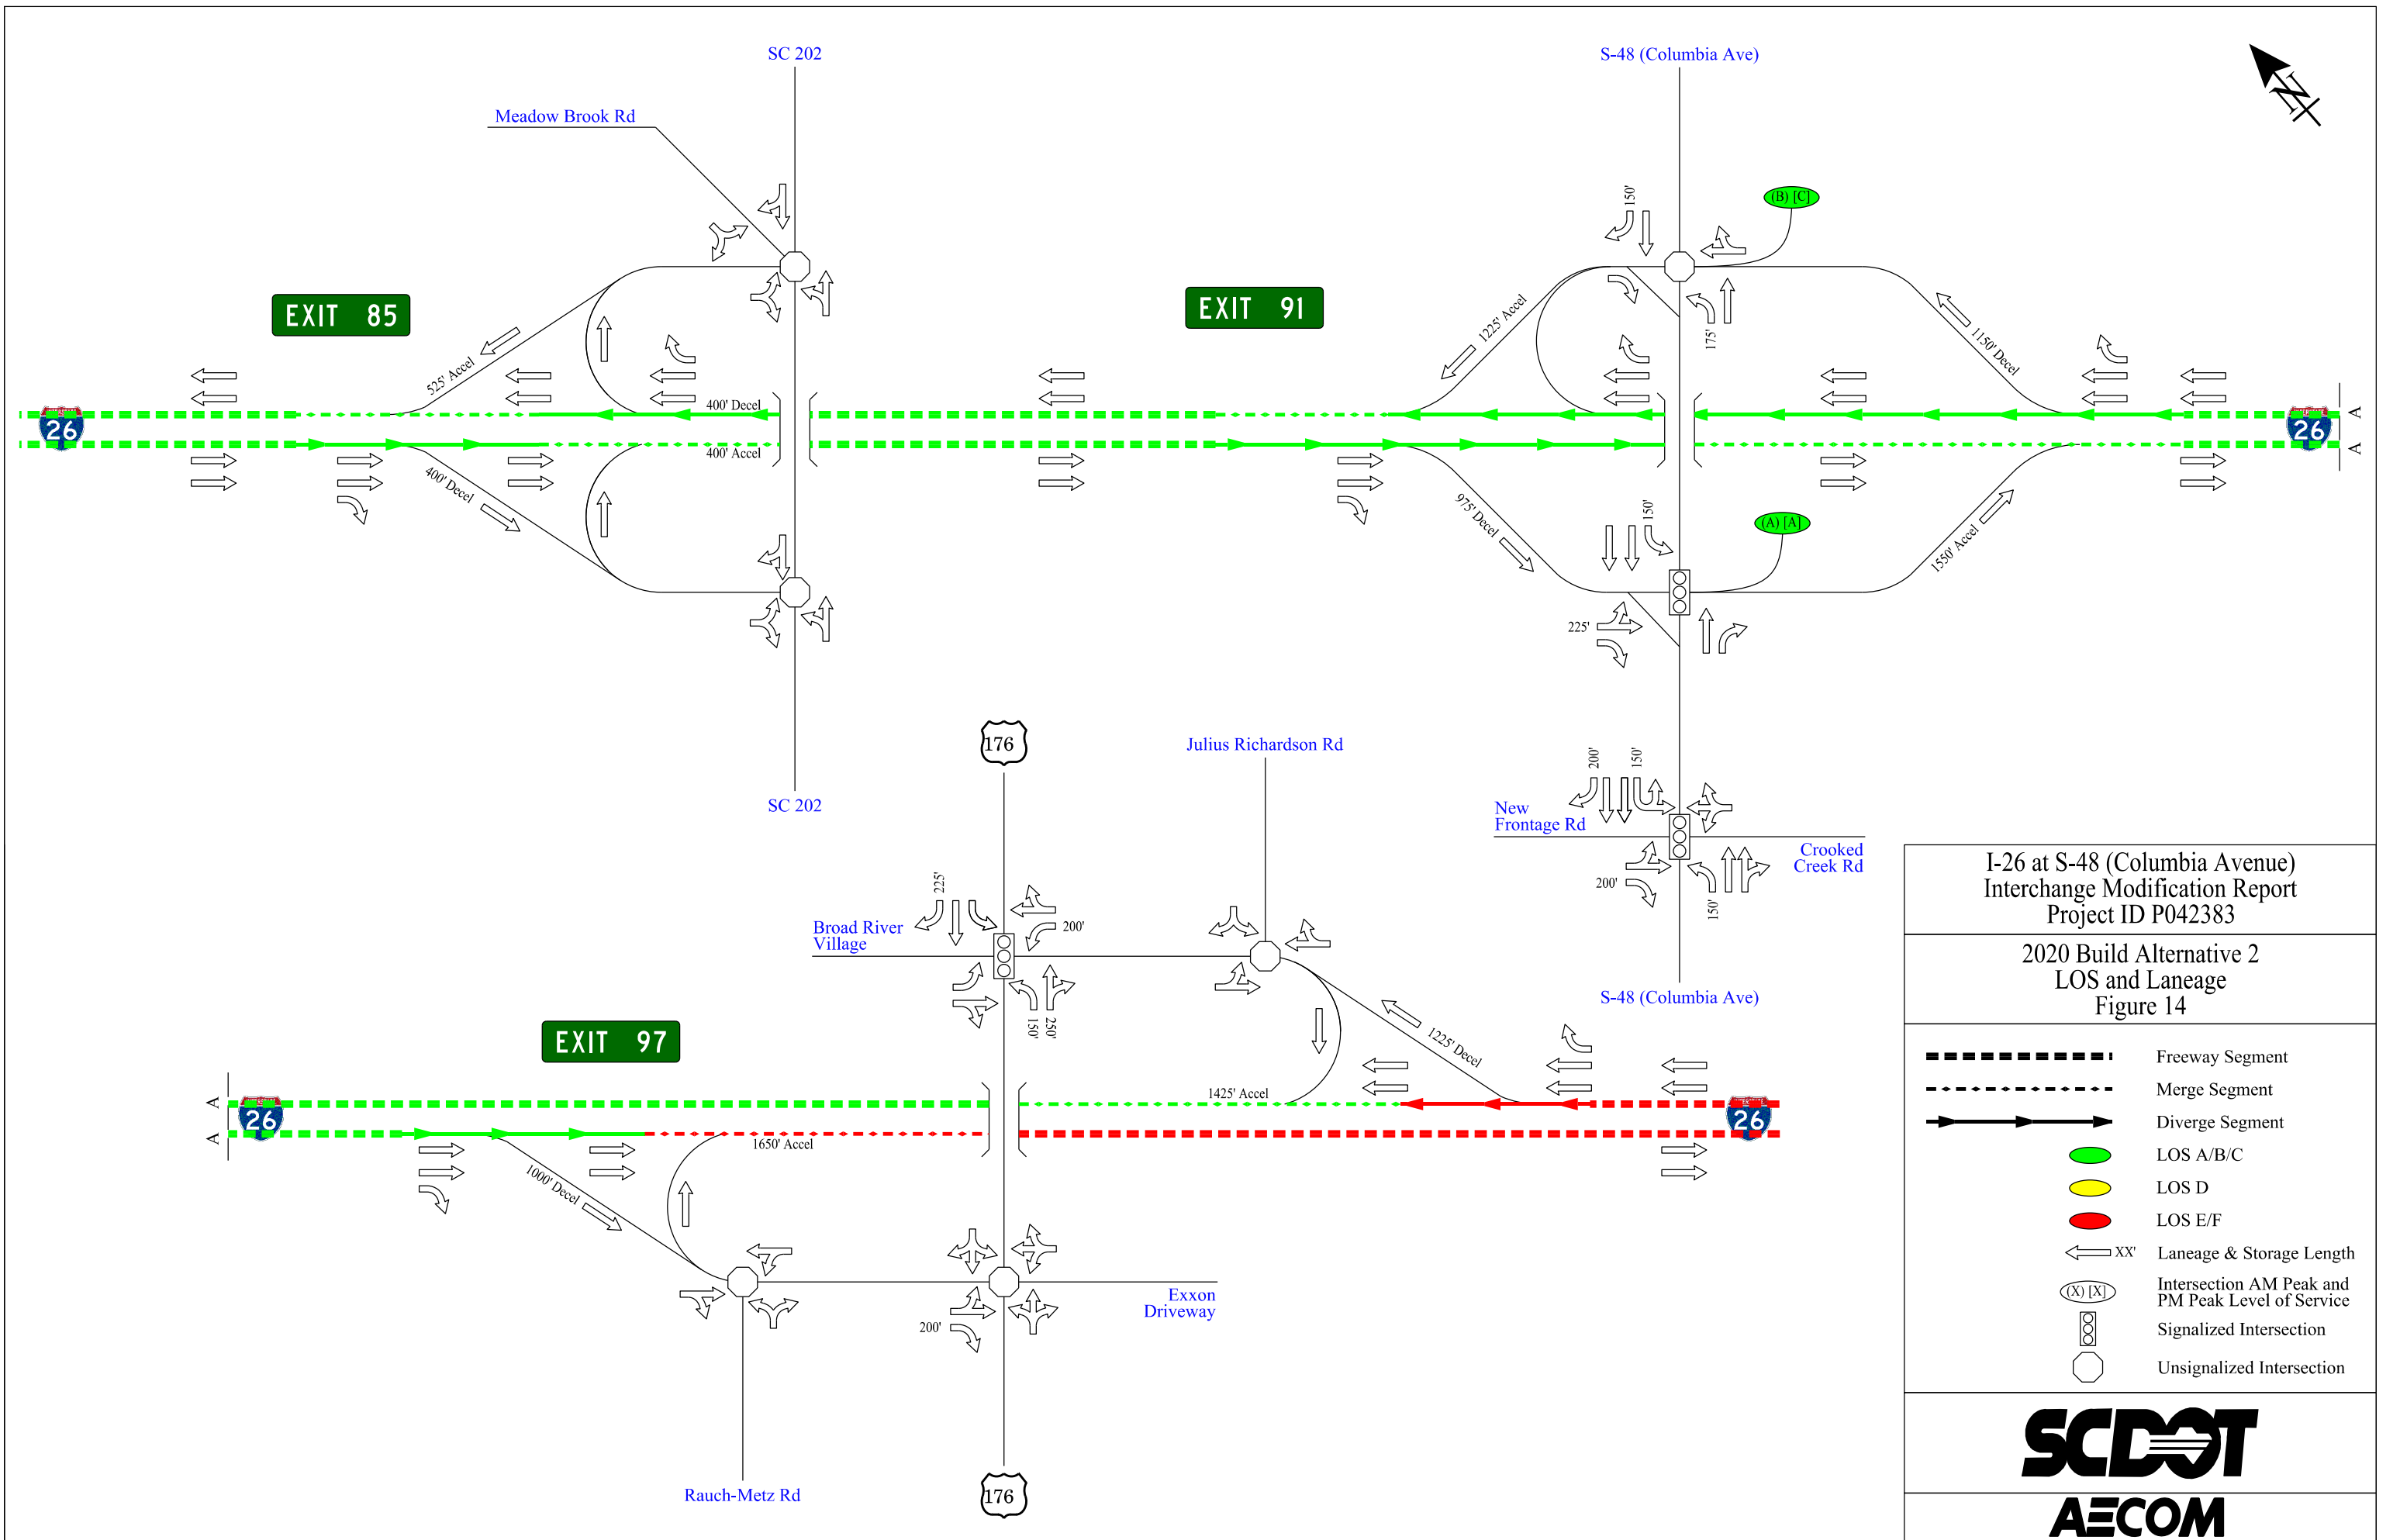 SC 202
S-48 (Columbia Ave)
N
Meadow Brook Rd
(B) [C]
150'
EXIT 85
EXIT 91
525' Accel
1225' Accel
175'
1150' Decel
400' Decel
26
26
A
A
400' Accel
400' Decel
975' Decel
150'
(A) [A]
1550' Accel
225'
SC 202
176
Julius Richardson Rd
200'
150'
New
Frontage Rd
Crooked
Creek Rd
200'
150'
S-48 (Columbia Ave)
225'
Broad River
Village
200'
150'
250'
EXIT 97
1225' Decel
A
A
26
1425' Accel
26
1650' Accel
1000' Decel
200'
Exxon
Driveway
Rauch-Metz Rd
176
I-26 at S-48 (Columbia Avenue)
Interchange Modification Report
Project ID P042383
2020 Build Alternative 2
LOS and Laneage
Figure 14
Freeway Segment
Merge Segment
Diverge Segment
LOS A/B/C
LOS D
LOS E/F
XX' Laneage & Storage Length
(X) [X] Intersection AM Peak and
PM Peak Level of Service
Signalized Intersection
Unsignalized Intersection
SCDOT
AECOM